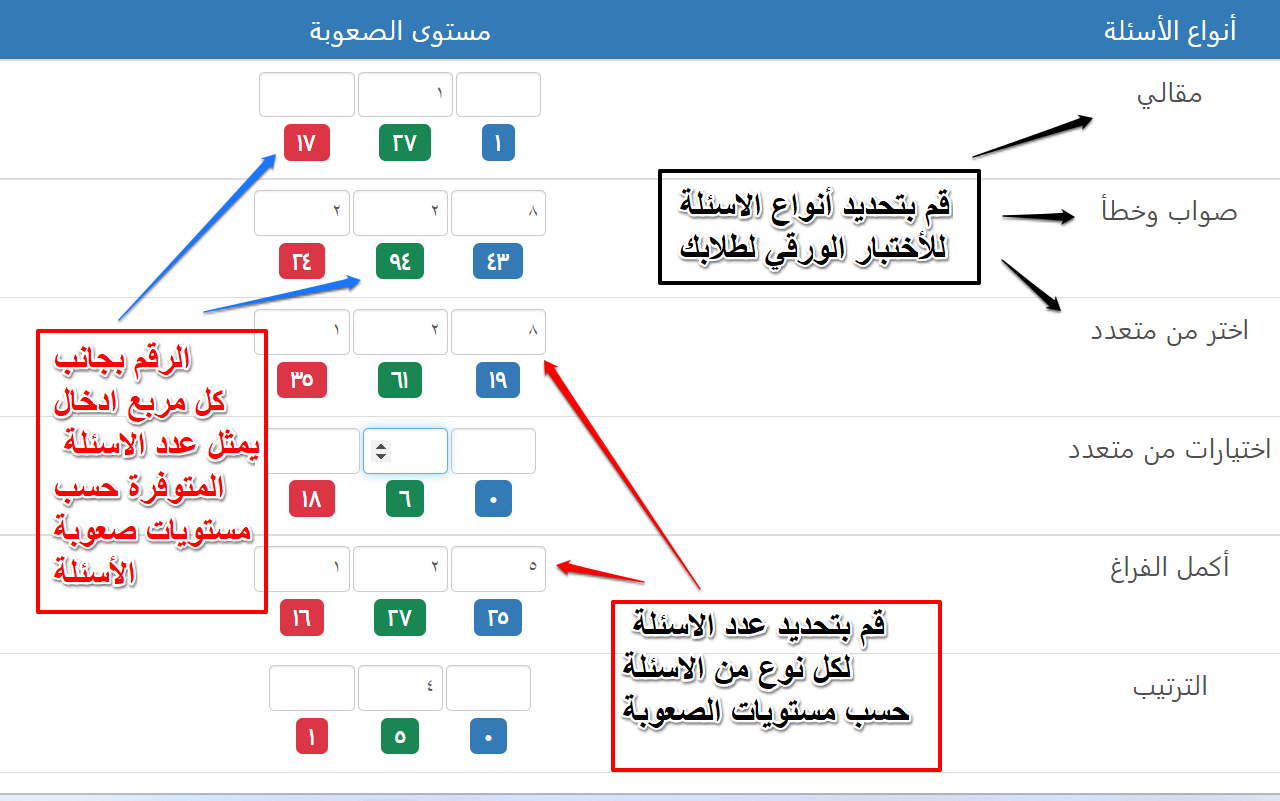 أنواع الأسئلة مستوى الصعوبة
مقالي
١
١ ٢٧ ١٧
قم بتحديد أنواع الاسئلة
للأختبار الورقي لطلابك
صواب وخطأ
٨ ٢ ٢
٤٣ ٩٤ ٢٤
اختر من متعدد
٨ ٢ ١
١٩ ٦١ ٣٥
الرقم بجانب
كل مربع ادخال
يمثل عدد الاسئلة
المتوفرة حسب
مستويات صعوبة
الأسئلة
اختيارات من متعدد
٠ ٦ ١٨
أكمل الفراغ
٥ ٢ ١
٢٥ ٢٧ ١٦
قم بتحديد عدد الاسئلة
لكل نوع من الاسئلة
حسب مستويات الصعوبة
الترتيب
٤
٠ ٥ ١